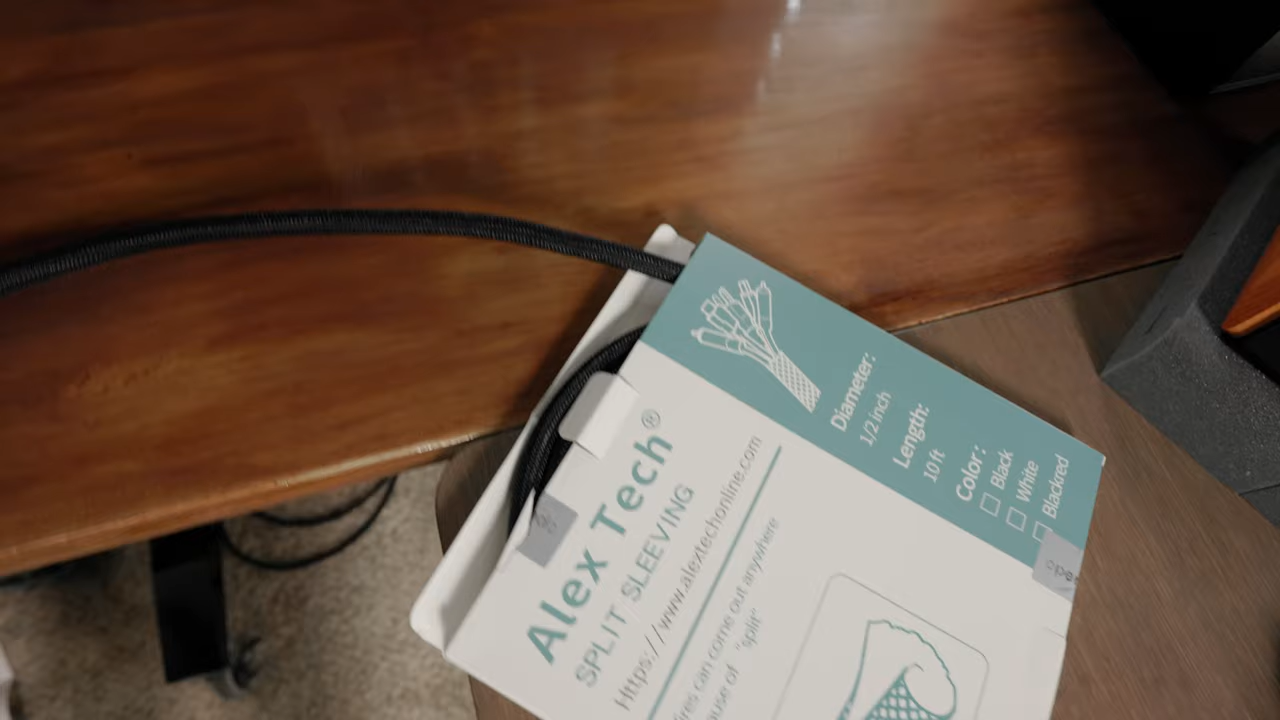 Diameter:
1/2 inch
Length:
10 ft
Color:
Black
White
Blackred
Alex Tech®
SPLIT SLEEVING
Https://www.alextechonline.com
can come out anywhere
of "split"